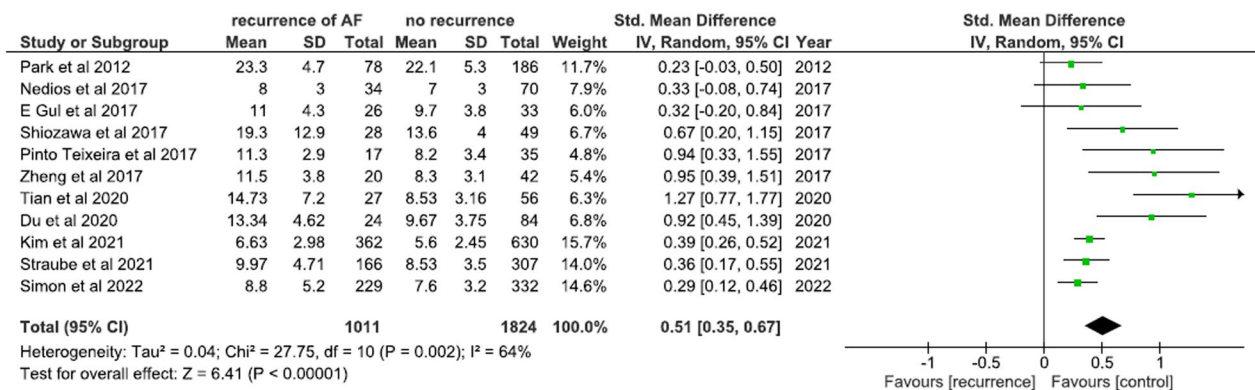 recurrence of AF no recurrence Std. Mean Difference Std. Mean Difference
Study or Subgroup Mean SD Total Mean SD Total Weight IV, Random, 95% CI Year IV, Random, 95% CI
Park et al 2012 23.3 4.7 78 22.1 5.3 186 11.7% 0.23 [-0.03, 0.50] 2012
Nedios et al 2017 8 3 34 7 3 70 7.9% 0.33 [-0.08, 0.74] 2017
E Gul et al 2017 11 4.3 26 9.7 3.8 33 6.0% 0.32 [-0.20, 0.84] 2017
Shiozawa et al 2017 19.3 12.9 28 13.6 4 49 6.7% 0.67 [0.20, 1.15] 2017
Pinto Teixeira et al 2017 11.3 2.9 17 8.2 3.4 35 4.8% 0.94 [0.33, 1.55] 2017
Zheng et al 2017 11.5 3.8 20 8.3 3.1 42 5.4% 0.95 [0.39, 1.51] 2017
Tian et al 2020 14.73 7.2 27 8.53 3.16 56 6.3% 1.27 [0.77, 1.77] 2020
Du et al 2020 13.34 4.62 24 9.67 3.75 84 6.8% 0.92 [0.45, 1.39] 2020
Kim et al 2021 6.63 2.98 362 5.6 2.45 630 15.7% 0.39 [0.26, 0.52] 2021
Straube et al 2021 9.97 4.71 166 8.53 3.5 307 14.0% 0.36 [0.17, 0.55] 2021
Simon et al 2022 8.8 5.2 229 7.6 3.2 332 14.6% 0.29 [0.12, 0.46] 2022
Total (95% CI) 1011 1824 100.0% 0.51 [0.35, 0.67]
Heterogeneity: Tau² = 0.04; Chi² = 27.75, df = 10 (P = 0.002); I² = 64%
Test for overall effect: Z = 6.41 (P < 0.00001)
-1 -0.5 0 0.5 1
Favours [recurrence] Favours [control]